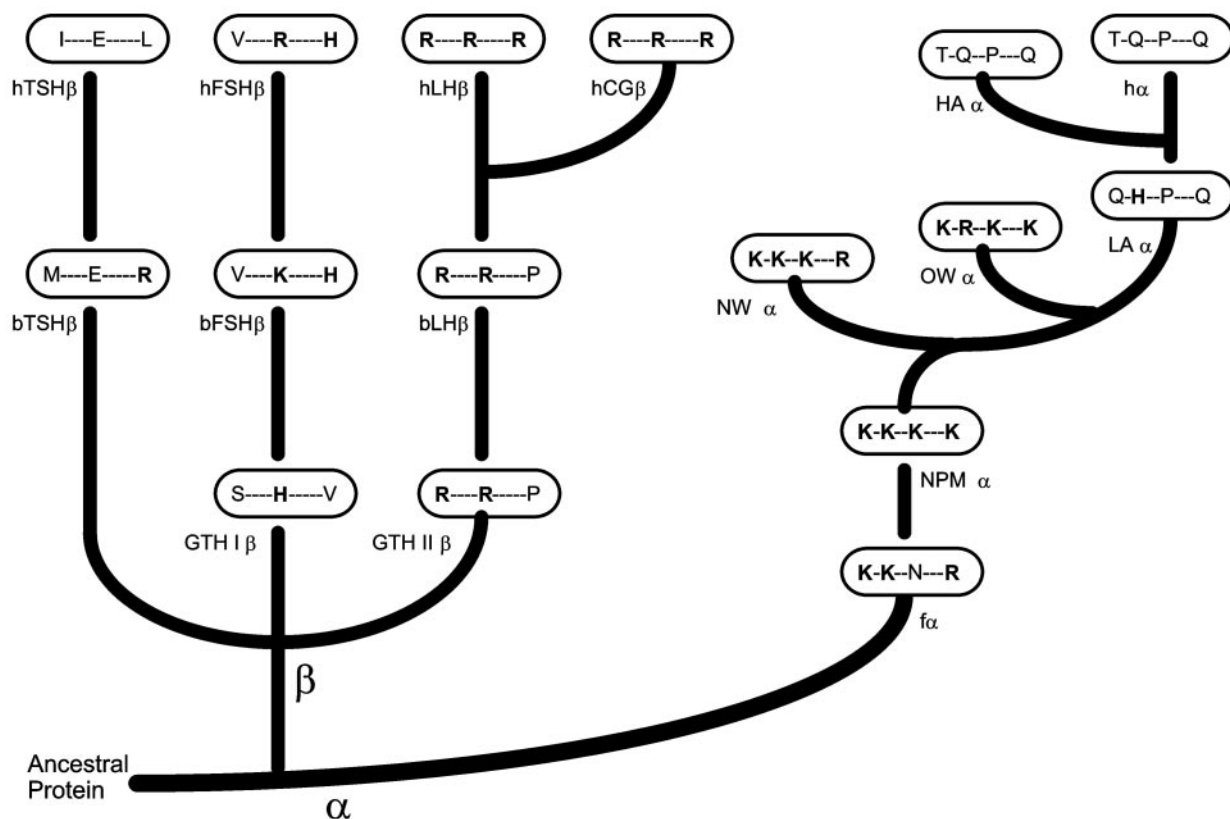 I----E-----L
V----R----H
R----R---R
R----R----R
T-Q--P---Q
T-Q--P---Q
hTSHβ
hFSHβ
hLHβ
hCGβ
HA α
hα
Q-H--P---Q
K-R--K---K
LA α
K-K--K---R
OW α
NW α
M----E----R
V----K----H
R----R-----P
bTSHβ
bFSHβ
bLHβ
K-K--K---K
NPM α
S----H-----V
R----R-----P
GTH I β
GTH II β
K-K--N---R
fα
β
Ancestral
Protein
α